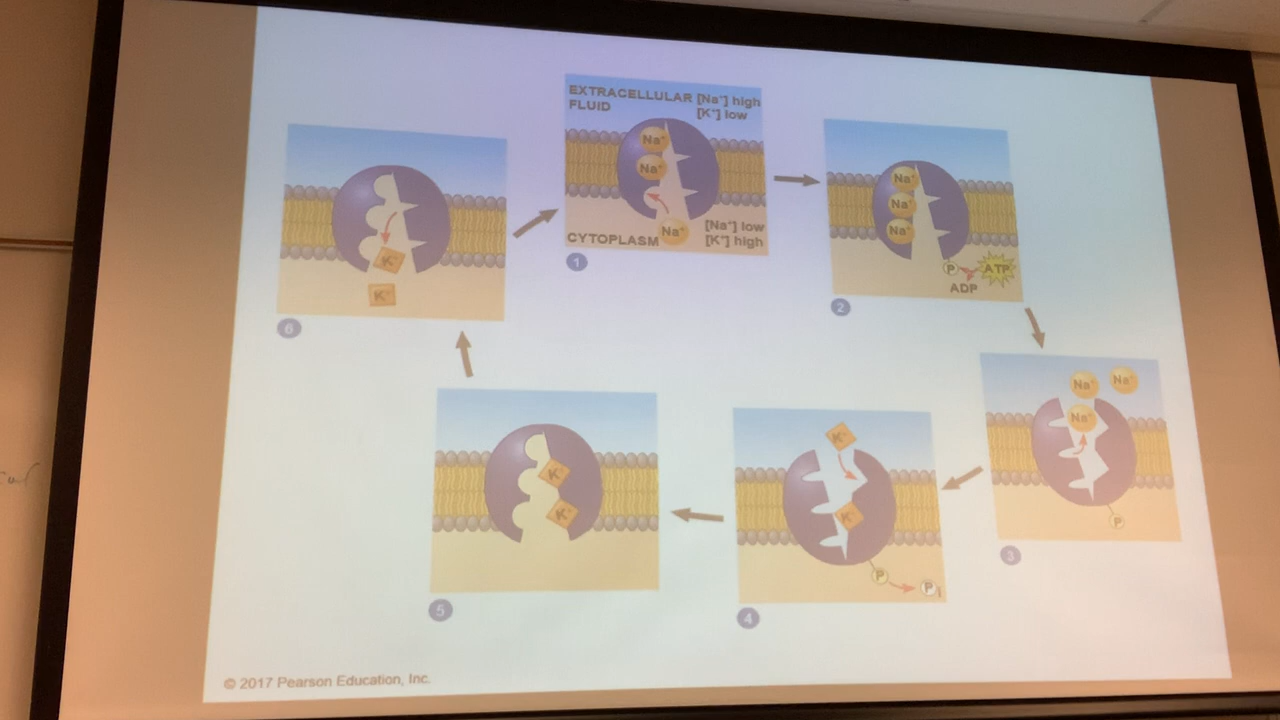 EXTRACELLULAR [Na⁺] high
FLUID [K⁺] low
Na⁺
Na⁺
Na⁺
CYTOPLASM
[Na⁺] low
[K⁺] high
1
Na⁺
Na⁺
Na⁺
P
ATP
ADP
2
Na⁺
Na⁺
Na⁺
P
3
K⁺
K⁺
P
P i
4
K⁺
K⁺
5
K⁺
K⁺
6
© 2017 Pearson Education, Inc.